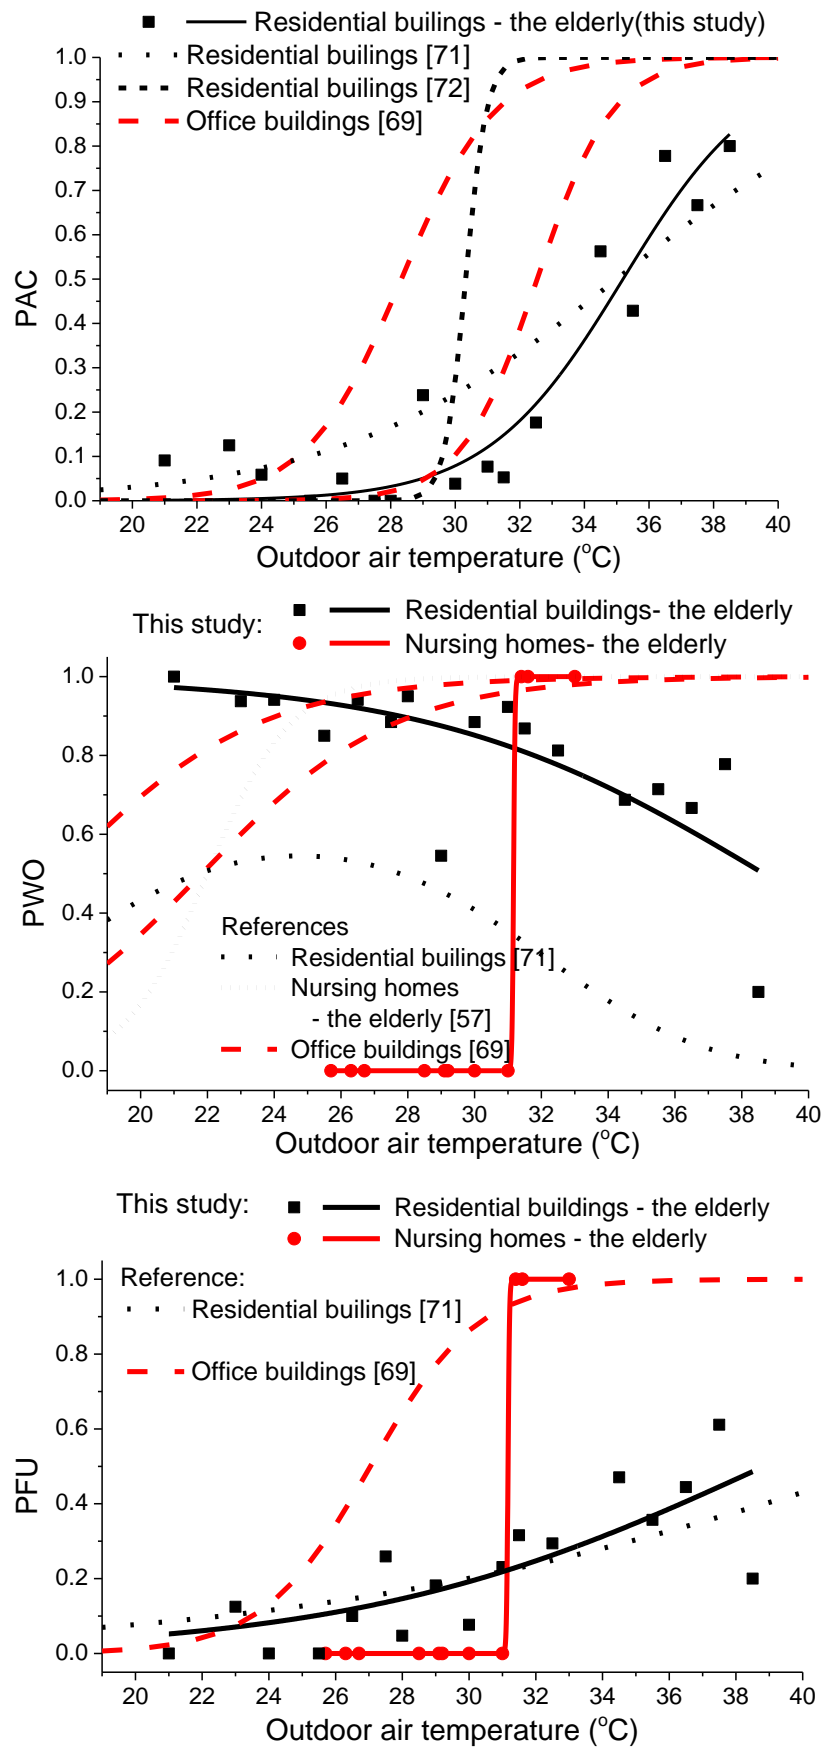 Residential builings - the elderly(this study)
Residential builings [71]
Residential builings [72]
Office buildings [69]
1.0
0.9
0.8
0.7
0.6
0.5
0.4
0.3
0.2
0.1
0.0
PAC
20 22 24 26 28 30 32 34 36 38 40
Outdoor air temperature (°C)
This study:
Residential buildings- the elderly
Nursing homes- the elderly
1.0
0.8
0.6
0.4
0.2
0.0
PWO
References
Residential builings [71]
Nursing homes
- the elderly [57]
Office buildings [69]
20 22 24 26 28 30 32 34 36 38 40
Outdoor air temperature (°C)
This study:
Residential buildings - the elderly
Nursing homes - the elderly
Reference:
Residential builings [71]
Office buildings [69]
1.0
0.8
0.6
0.4
0.2
0.0
PFU
20 22 24 26 28 30 32 34 36 38 40
Outdoor air temperature (°C)